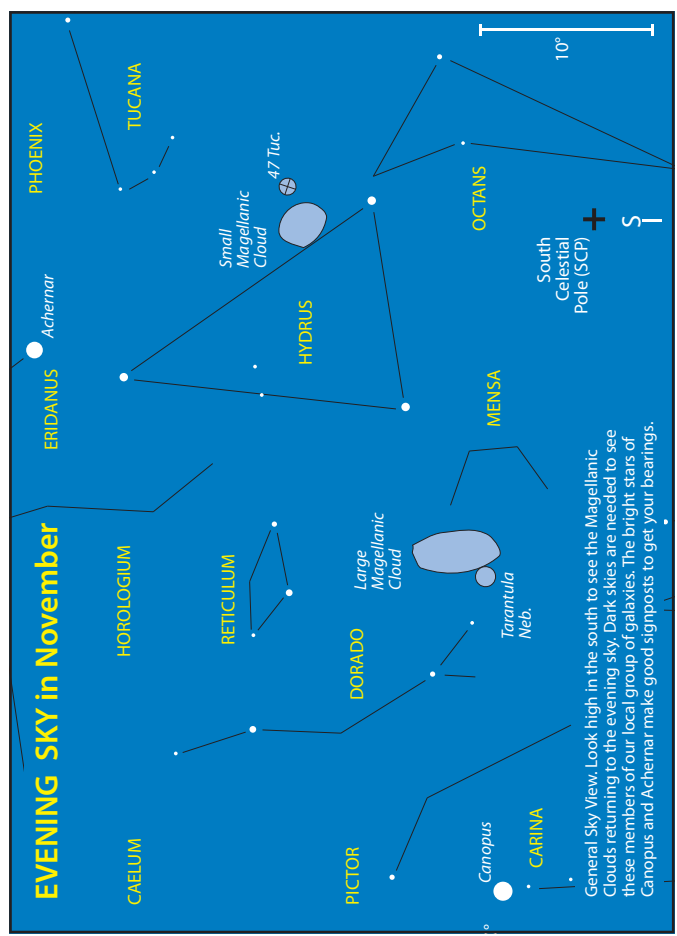 EVENING SKY in November
CAELUM
HOROLOGIUM
ERIDANUS
Achernar
PHOENIX
TUCANA
PICTOR
DORADO
RETICULUM
HYDRUS
Small
Magellanic
Cloud
47 Tuc.
Large
Magellanic
Cloud
Canopus
CARINA
Tarantula
Neb.
MENSA
OCTANS
South
Celestial
Pole (SCP)
S
10°
°
General Sky View. Look high in the south to see the Magellanic
Clouds returning to the evening sky. Dark skies are needed to see
these members of our local group of galaxies. The bright stars of
Canopus and Achernar make good signposts to get your bearings.